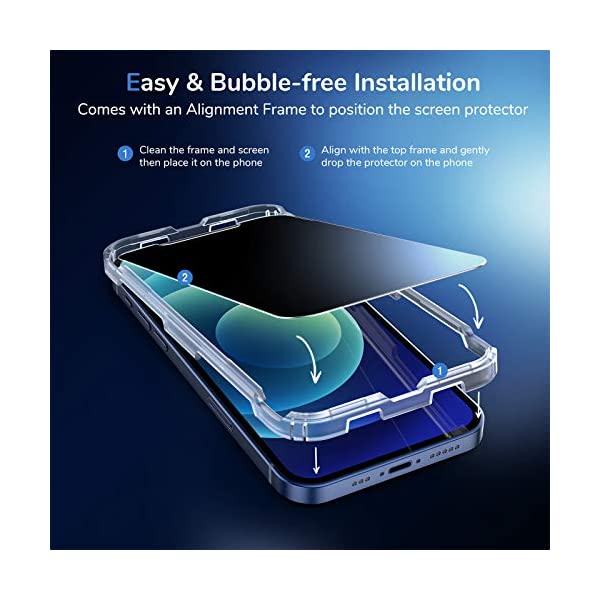 Easy & Bubble-free Installation
Comes with an Alignment Frame to position the screen protector
1 Clean the frame and screen
then place it on the phone
2 Align with the top frame and gently
drop the protector on the phone
2
1